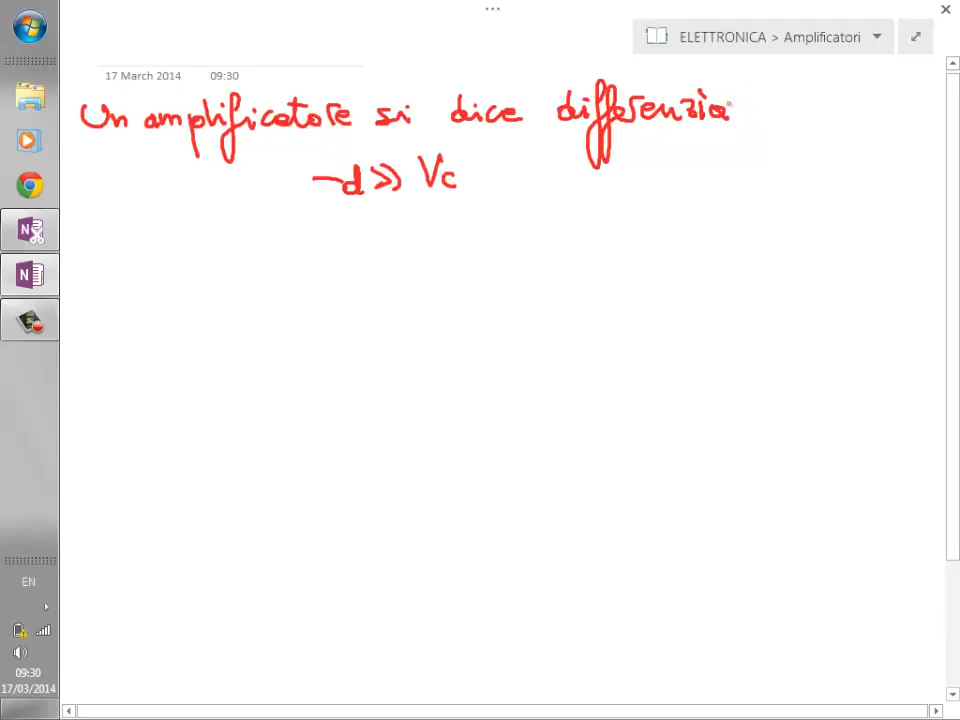 ELETTRONICA > Amplificatori
17 March 2014 09:30
Un amplificatore si dice differenzia
d >> Vc
EN
09:30
17/03/2014